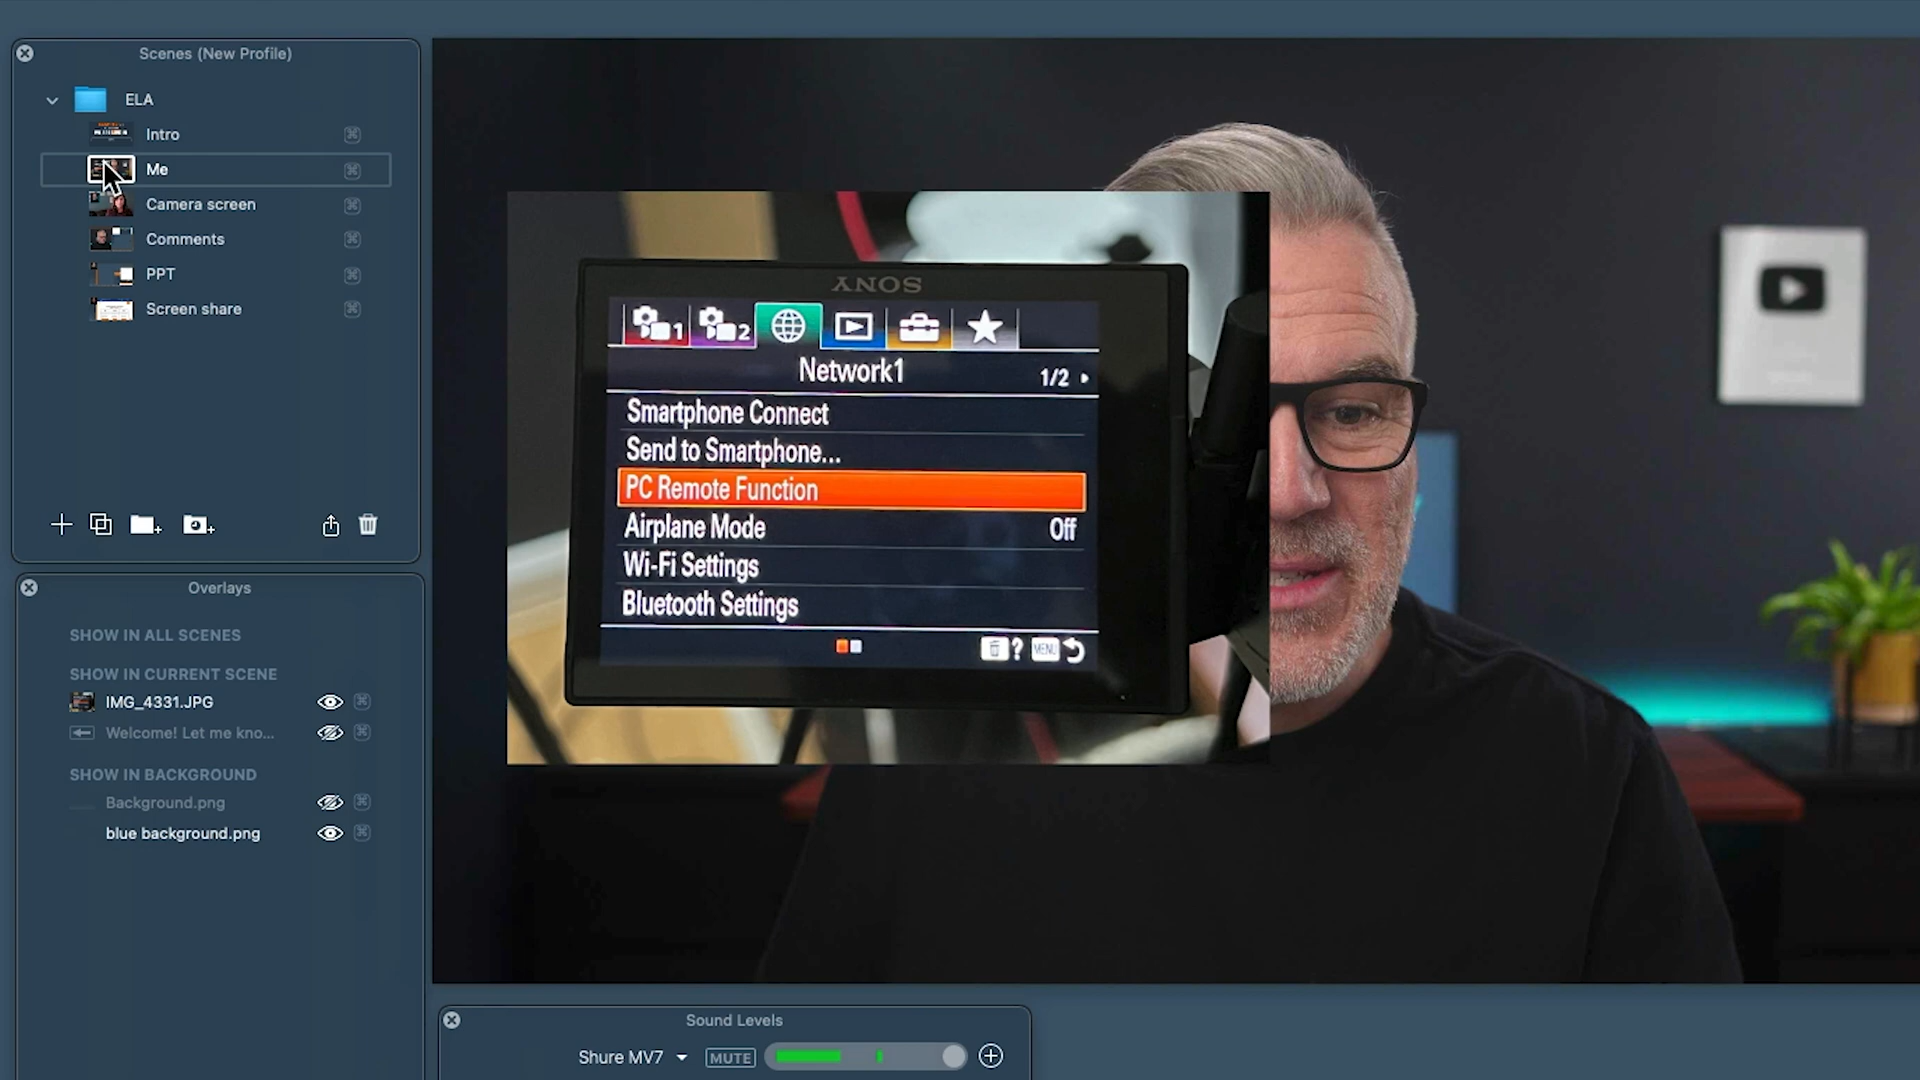 Scenes (New Profile)
ELA
Intro
Me
Camera screen
Comments
PPT
Screen share
Overlays
SHOW IN ALL SCENES
SHOW IN CURRENT SCENE
IMG_4331.JPG
Welcome! Let me kno...
SHOW IN BACKGROUND
Background.png
blue background.png
SONY
1
2
Network1
1/2
Smartphone Connect
Send to Smartphone...
PC Remote Function
Airplane Mode Off
Wi-Fi Settings
Bluetooth Settings
? MENU
Sound Levels
Shure MV7 MUTE